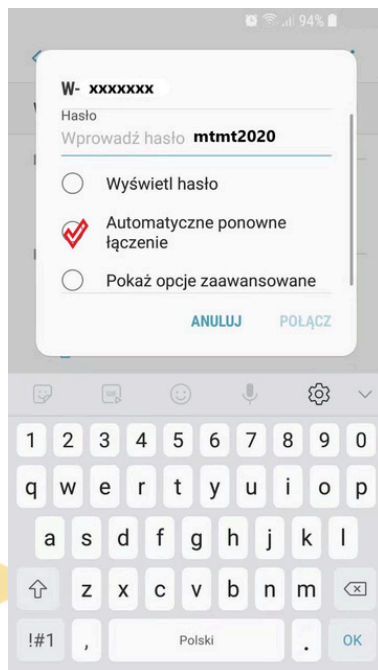 94%
W- xxxxxxx
Hasło
Wprowadź hasło mtmt2020
Wyświetl hasło
Automatyczne ponowne
łączenie
Pokaż opcje zaawansowane
ANULUJ POŁĄCZ
1 2 3 4 5 6 7 8 9 0
q w e r t y u i o p
a s d f g h j k l
z x c v b n m
!#1 , Polski . OK